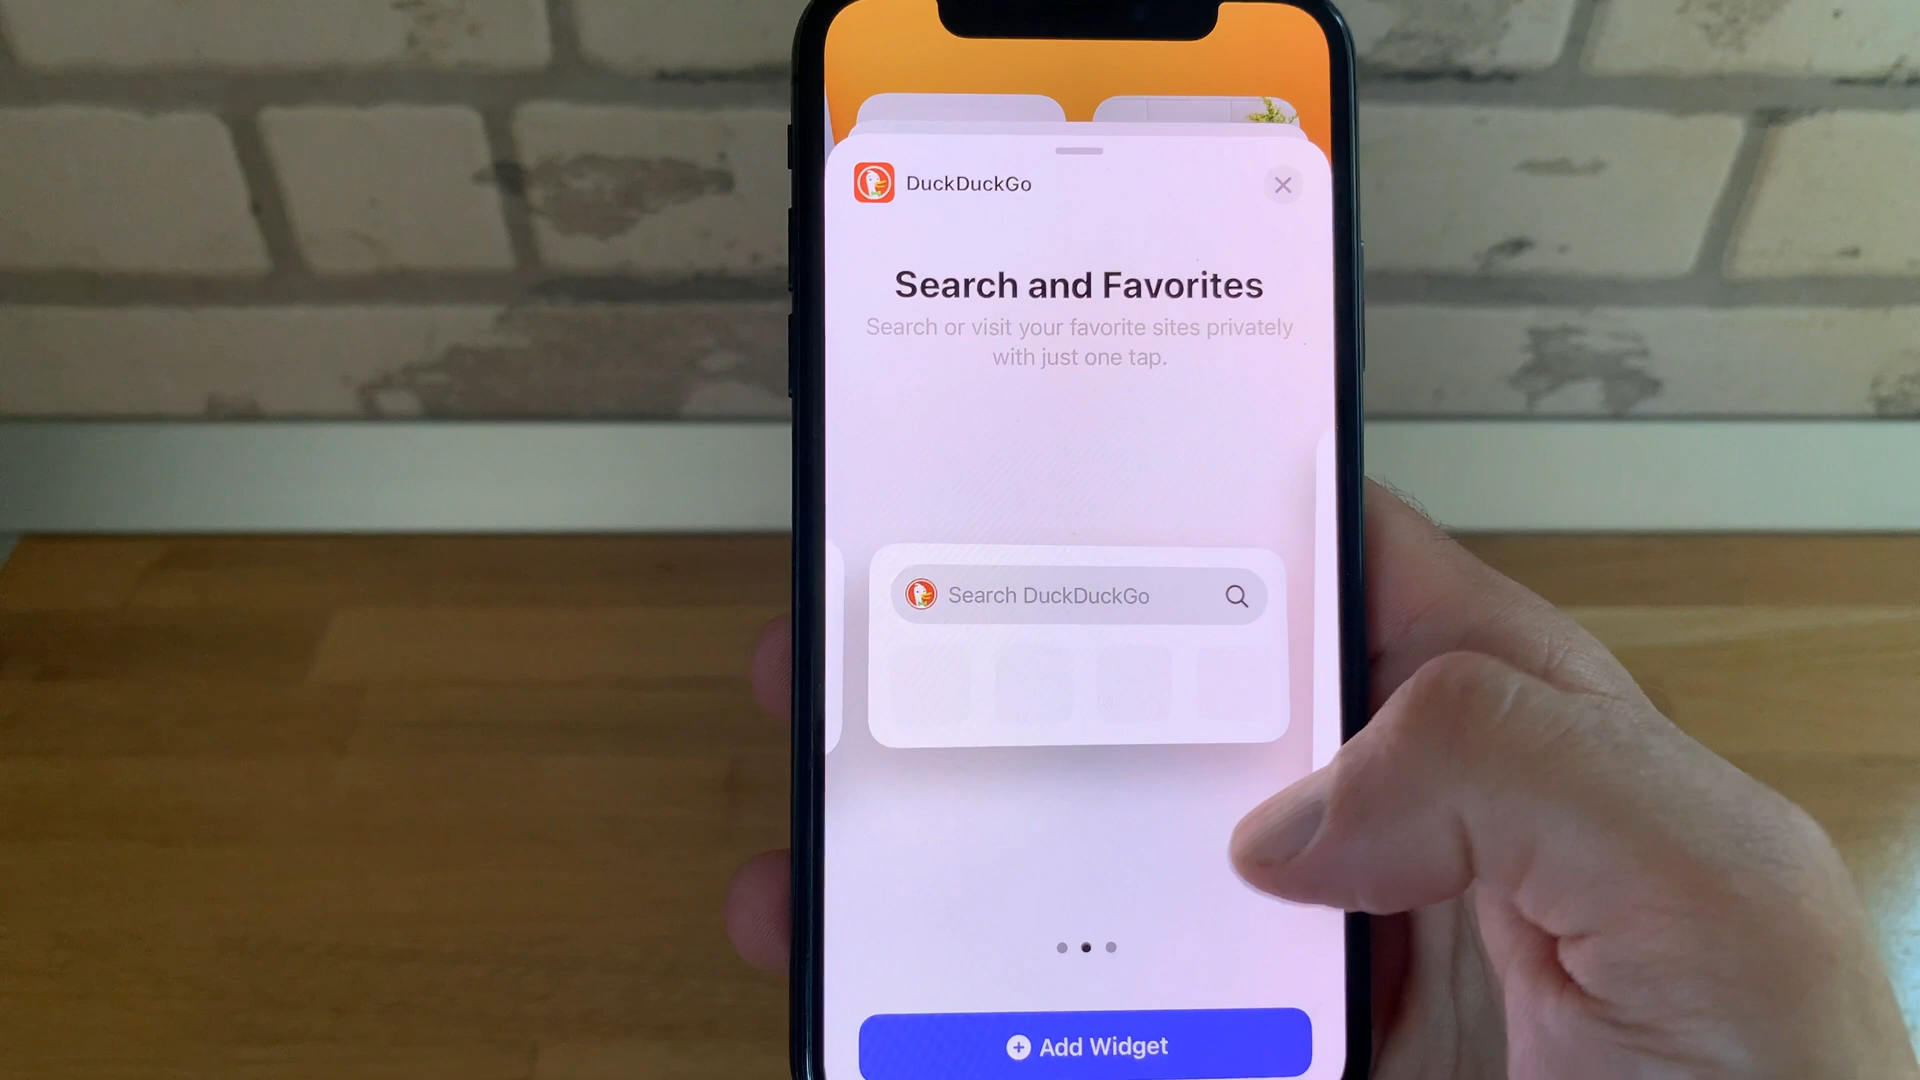 DuckDuckGo
Search and Favorites
Search or visit your favorite sites privately
with just one tap.
Search DuckDuckGo
Add Widget